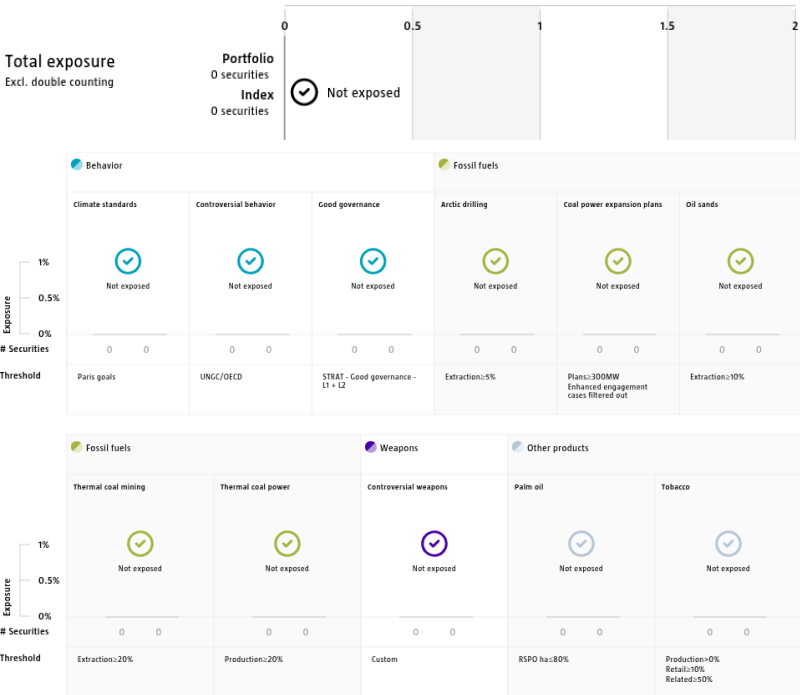 0 0.5 1 1.5 2
Total exposure
Excl. double counting
Portfolio
0 securities
Index
0 securities
Not exposed
Behavior
Fossil fuels
Climate standards
Controversial behavior
Good governance
Arctic drilling
Coal power expansion plans
Oil sands
Exposure
1%
0.5%
0%
Not exposed
Not exposed
Not exposed
Not exposed
Not exposed
Not exposed
# Securities
0 0
0 0
0 0
0 0
0 0
0 0
Threshold
Paris goals
UNGC/OECD
STRAT - Good governance -
L1 + L2
Extraction≥5%
Plans≥300MW
Enhanced engagement
cases filtered out
Extraction≥10%
Fossil fuels
Weapons
Other products
Thermal coal mining
Thermal coal power
Controversial weapons
Palm oil
Tobacco
Exposure
1%
0.5%
0%
Not exposed
Not exposed
Not exposed
Not exposed
Not exposed
# Securities
0 0
0 0
0 0
0 0
0 0
Threshold
Extraction≥20%
Production≥20%
Custom
RSPO ha≤80%
Production>0%
Retail≥10%
Related≥50%